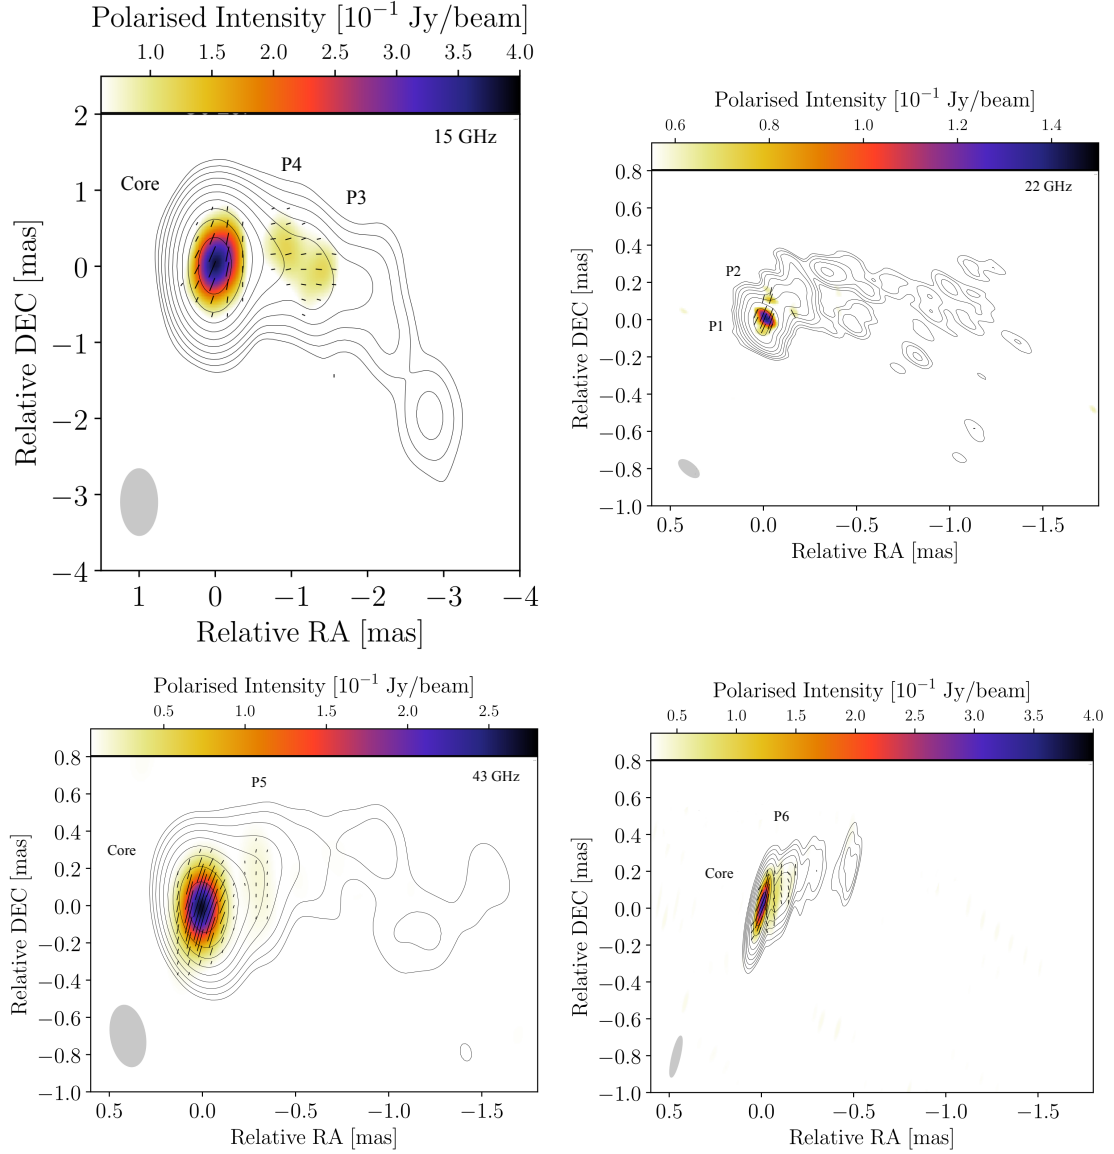 Polarised Intensity [10⁻¹ Jy/beam]
1.0 1.5 2.0 2.5 3.0 3.5 4.0
15 GHz
P4
Core
P3
2
1
0
−1
−2
−3
−4
Relative DEC [mas]
1 0 −1 −2 −3 −4
Relative RA [mas]
Polarised Intensity [10⁻¹ Jy/beam]
0.6 0.8 1.0 1.2 1.4
22 GHz
P2
P1
0.8
0.6
0.4
0.2
0.0
−0.2
−0.4
−0.6
−0.8
−1.0
Relative DEC [mas]
0.5 0.0 −0.5 −1.0 −1.5
Relative RA [mas]
Polarised Intensity [10⁻¹ Jy/beam]
0.5 1.0 1.5 2.0 2.5
43 GHz
P5
Core
0.8
0.6
0.4
0.2
0.0
−0.2
−0.4
−0.6
−0.8
−1.0
Relative DEC [mas]
0.5 0.0 −0.5 −1.0 −1.5
Relative RA [mas]
Polarised Intensity [10⁻¹ Jy/beam]
0.5 1.0 1.5 2.0 2.5 3.0 3.5 4.0
P6
Core
0.8
0.6
0.4
0.2
0.0
−0.2
−0.4
−0.6
−0.8
−1.0
Relative DEC [mas]
0.5 0.0 −0.5 −1.0 −1.5
Relative RA [mas]